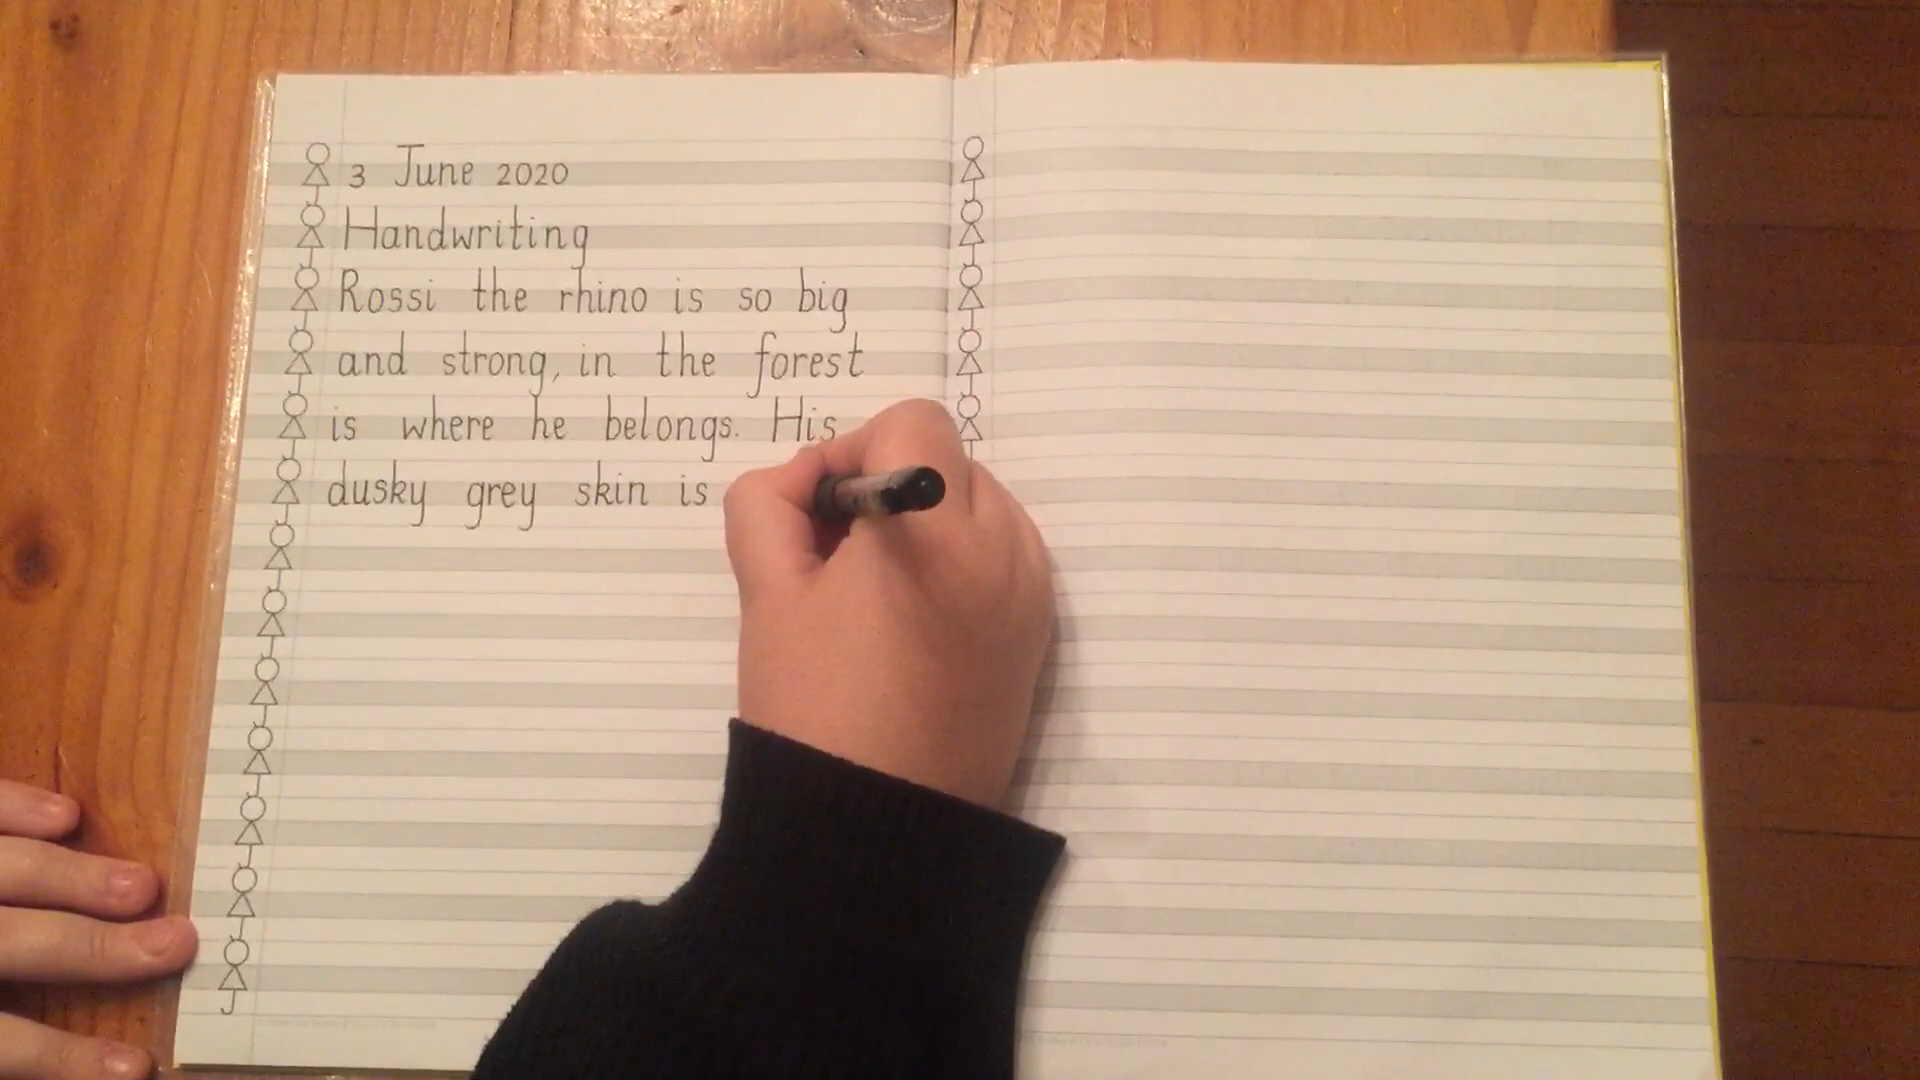 3 June 2020
Handwriting
Rossi the rhino is so big
and strong, in the forest
is where he belongs. His
dusky grey skin is